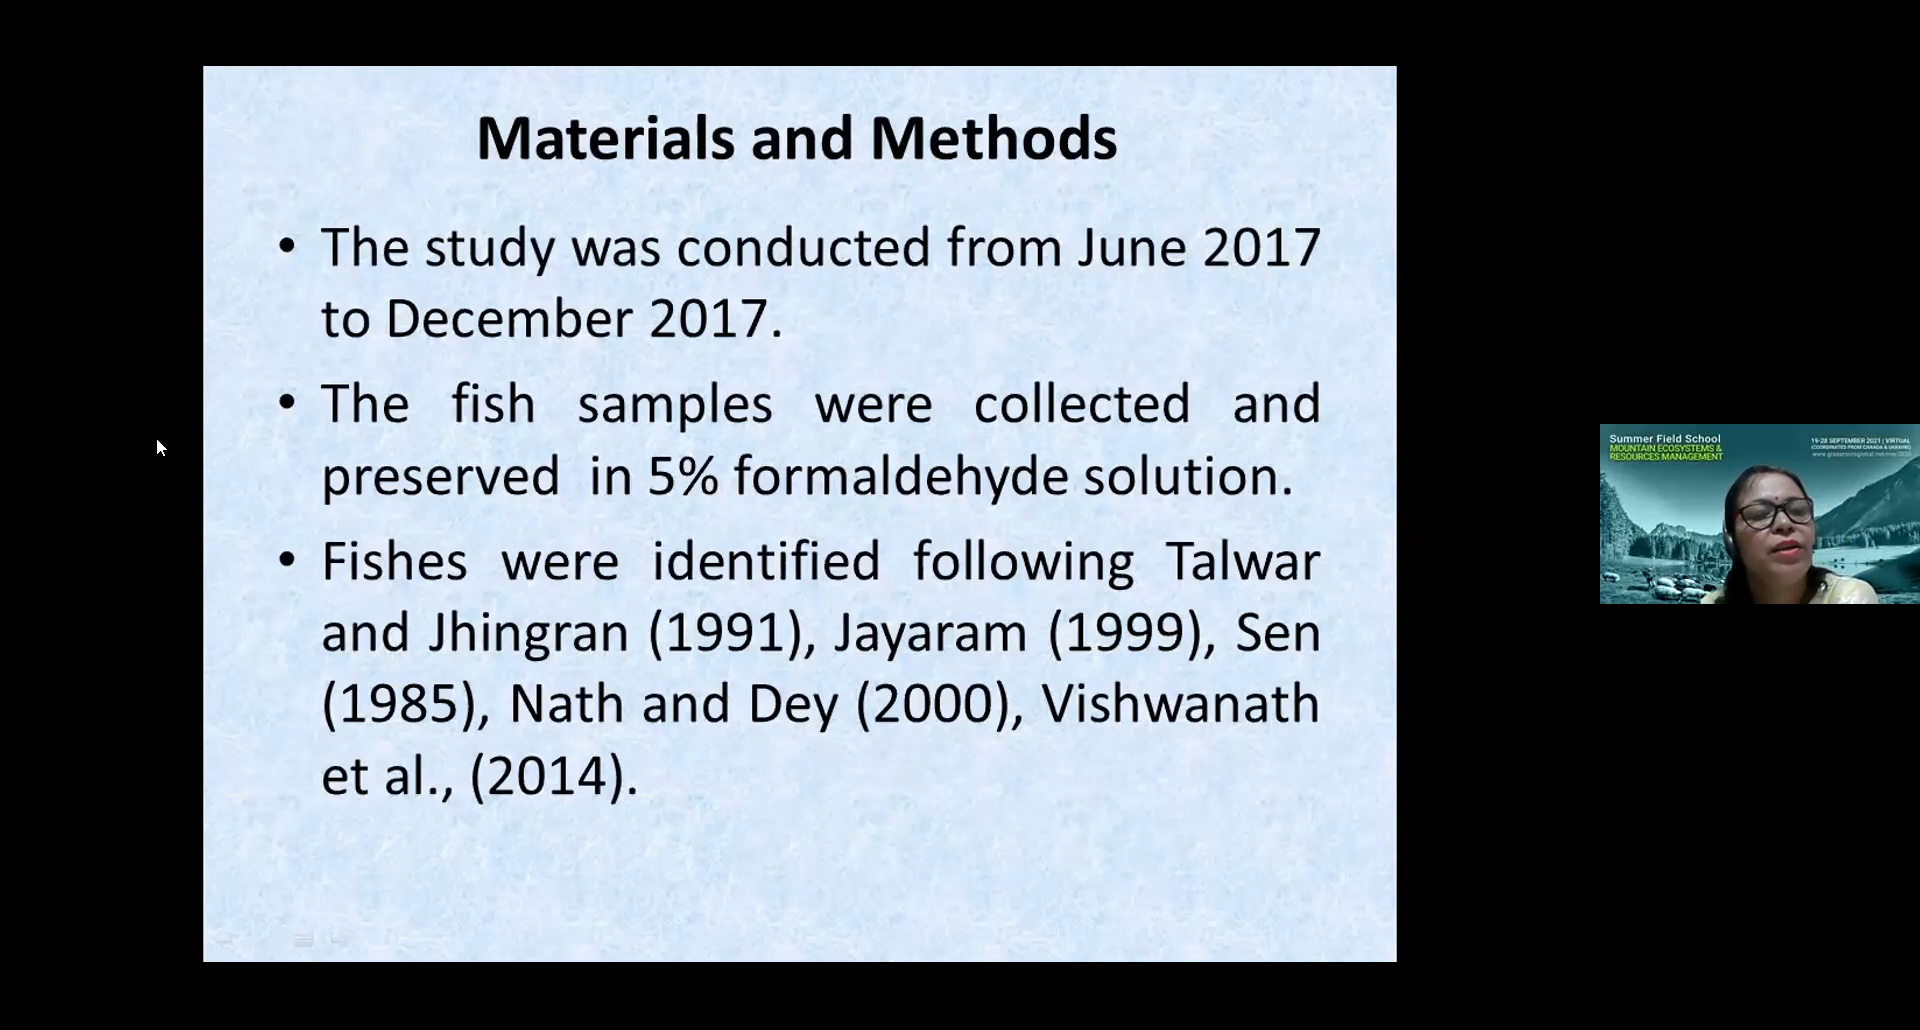 Materials and Methods
• The study was conducted from June 2017
to December 2017.
• The fish samples were collected and
preserved in 5% formaldehyde solution.
• Fishes were identified following Talwar
and Jhingran (1991), Jayaram (1999), Sen
(1985), Nath and Dey (2000), Vishwanath
et al., (2014).
Summer Field School
MOUNTAIN ECOSYSTEMS &
RESOURCES MANAGEMENT
19-28 SEPTEMBER 2021 | VIRTUAL
(COORDINATED FROM CANADA & UKRAINE)